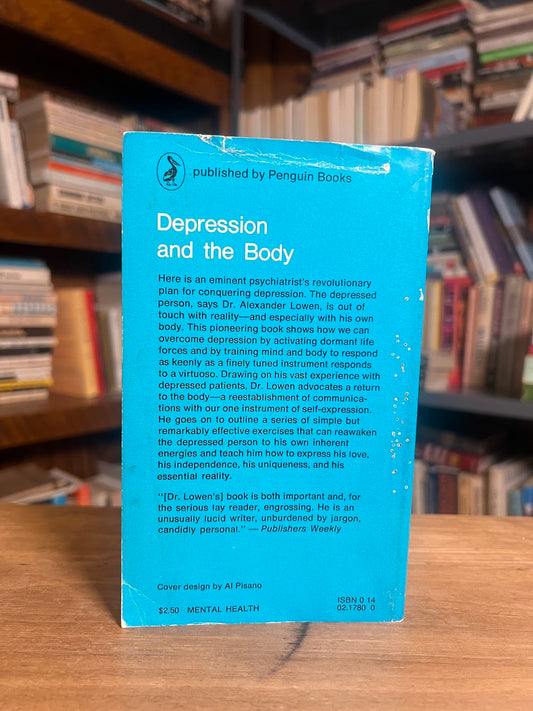 published by Penguin Books
Depression
and the Body
Here is an eminent psychiatrist's revolutionary
plan for conquering depression. The depressed
person, says Dr. Alexander Lowen, is out of
touch with reality—and especially with his own
body. This pioneering book shows how we can
overcome depression by activating dormant life
forces and by training mind and body to respond
as keenly as a finely tuned instrument responds
to a virtuoso. Drawing on his vast experience with
depressed patients, Dr. Lowen advocates a return
to the body—a reestablishment of communica-
tions with our one instrument of self-expression.
He goes on to outline a series of simple but
remarkably effective exercises that can reawaken
the depressed person to his own inherent
energies and teach him how to express his love,
his independence, his uniqueness, and his
essential reality.
"[Dr. Lowen's] book is both important and, for
the serious lay reader, engrossing. He is an
unusually lucid writer, unburdened by jargon,
candidly personal." — Publishers Weekly
Cover design by Al Pisano
ISBN 0 14
$2.50 MENTAL HEALTH 02.1780 0